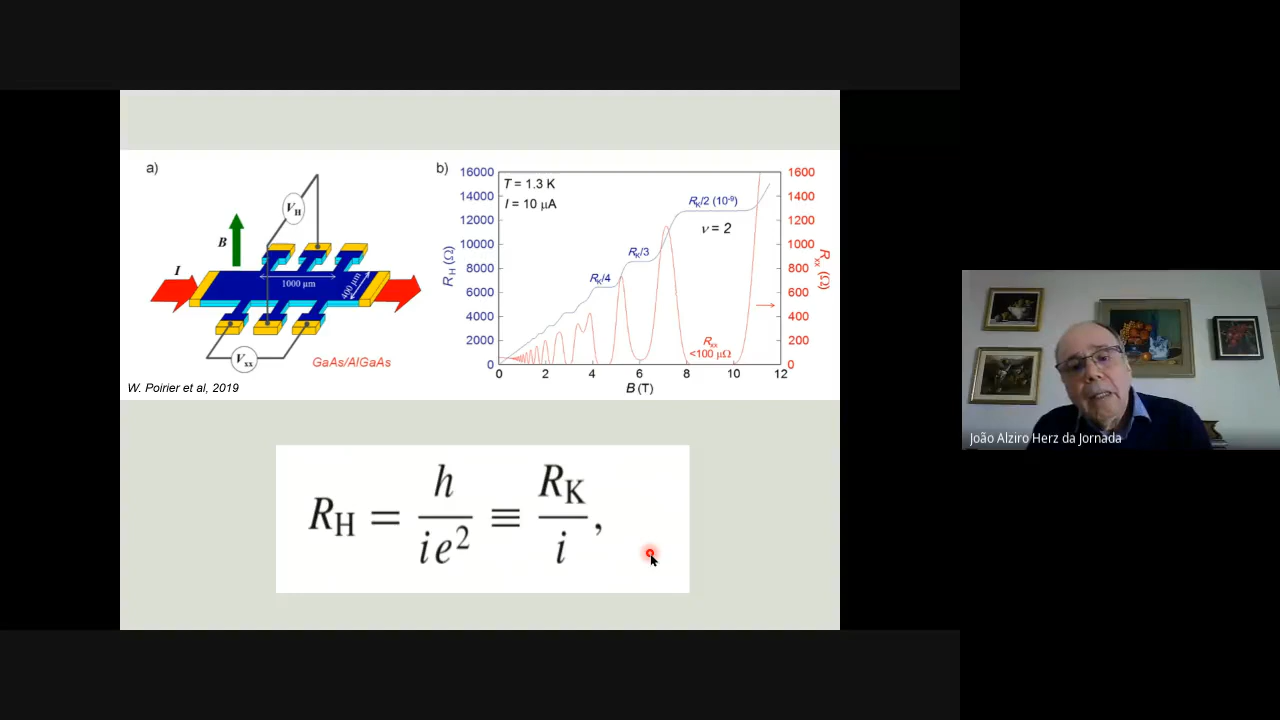 a)
V_H
B
I
1000 μm
400 μm
V_xx
GaAs/AlGaAs
W. Poirier et al, 2019
b)
T = 1.3 K
I = 10 μA
16000
14000
12000
10000
8000
6000
4000
2000
0
R_H (Ω)
R_K/4
R_K/3
R_K/2 (10⁻⁹)
ν = 2
R_xx
<100 μΩ
1600
1400
1200
1000
800
600
400
200
0
R_xx (Ω)
0 2 4 6 8 10 12
B (T)
R_H = h / ie² ≡ R_K / i,
João Alziro Herz da Jornada